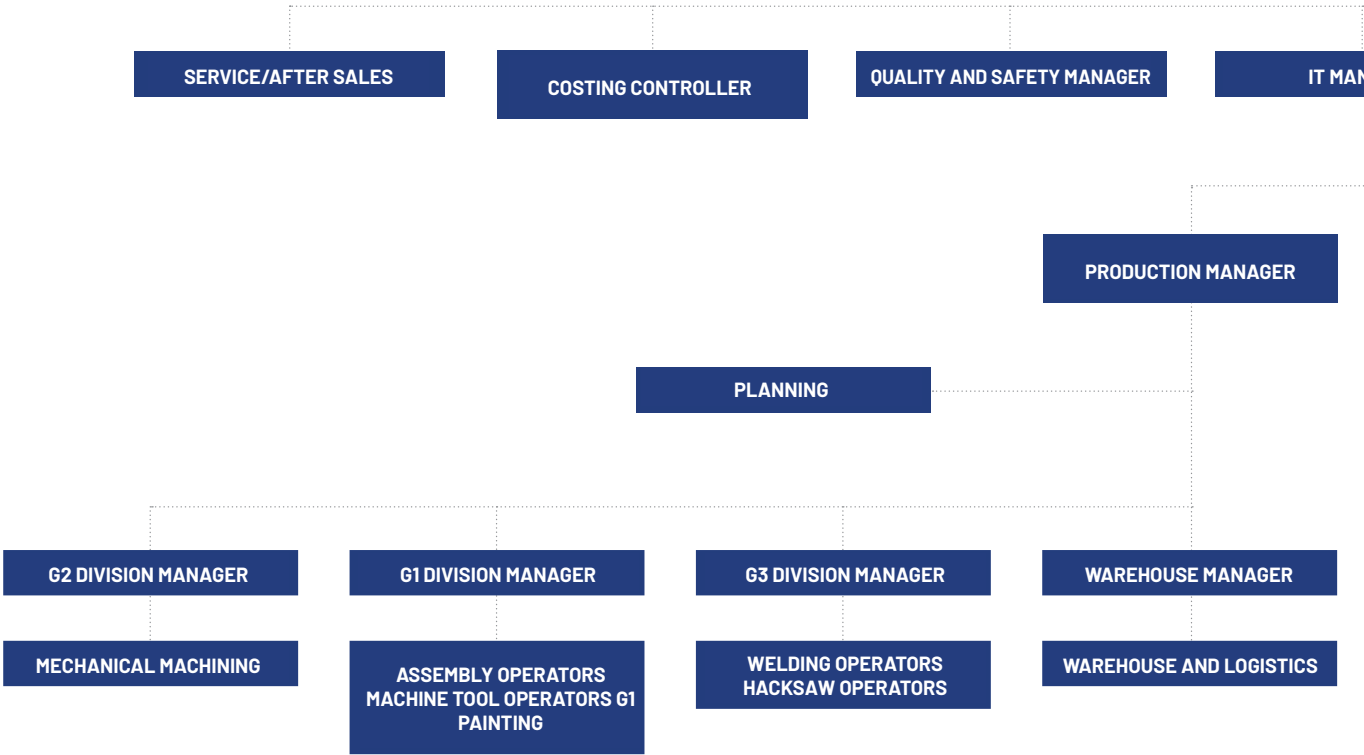 SERVICE/AFTER SALES
COSTING CONTROLLER
QUALITY AND SAFETY MANAGER
IT MAN
PRODUCTION MANAGER
PLANNING
G2 DIVISION MANAGER
G1 DIVISION MANAGER
G3 DIVISION MANAGER
WAREHOUSE MANAGER
MECHANICAL MACHINING
ASSEMBLY OPERATORS
MACHINE TOOL OPERATORS G1
PAINTING
WELDING OPERATORS
HACKSAW OPERATORS
WAREHOUSE AND LOGISTICS